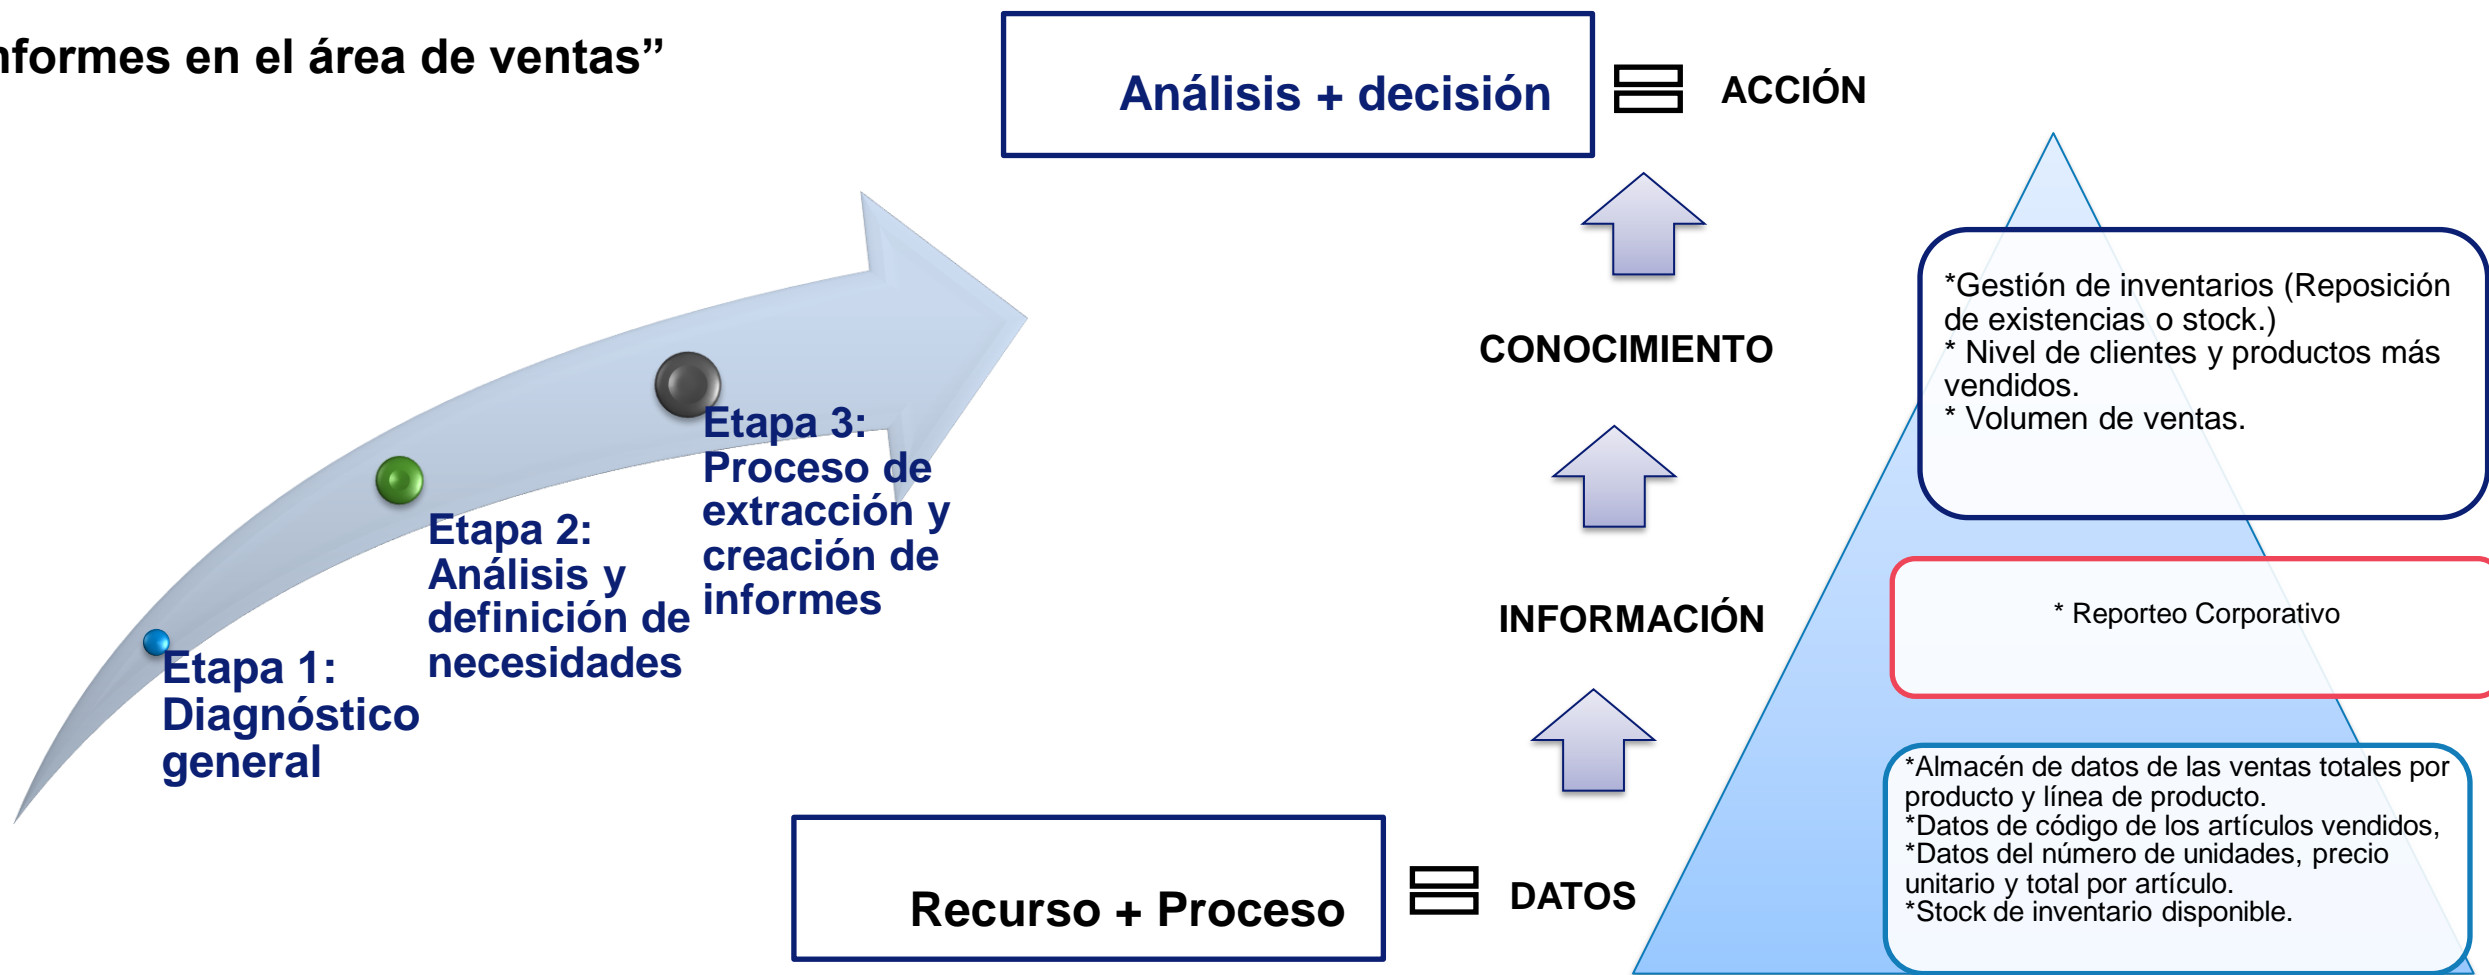 nformes en el área de ventas”
Análisis + decisión
ACCIÓN
Etapa 1:
Diagnóstico
general
Etapa 2:
Análisis y
definición de
necesidades
Etapa 3:
Proceso de
extracción y
creación de
informes
CONOCIMIENTO
INFORMACIÓN
Recurso + Proceso
DATOS
*Gestión de inventarios (Reposición
de existencias o stock.)
* Nivel de clientes y productos más
vendidos.
* Volumen de ventas.
* Reporteo Corporativo
*Almacén de datos de las ventas totales por
producto y línea de producto.
*Datos de código de los artículos vendidos,
*Datos del número de unidades, precio
unitario y total por artículo.
*Stock de inventario disponible.